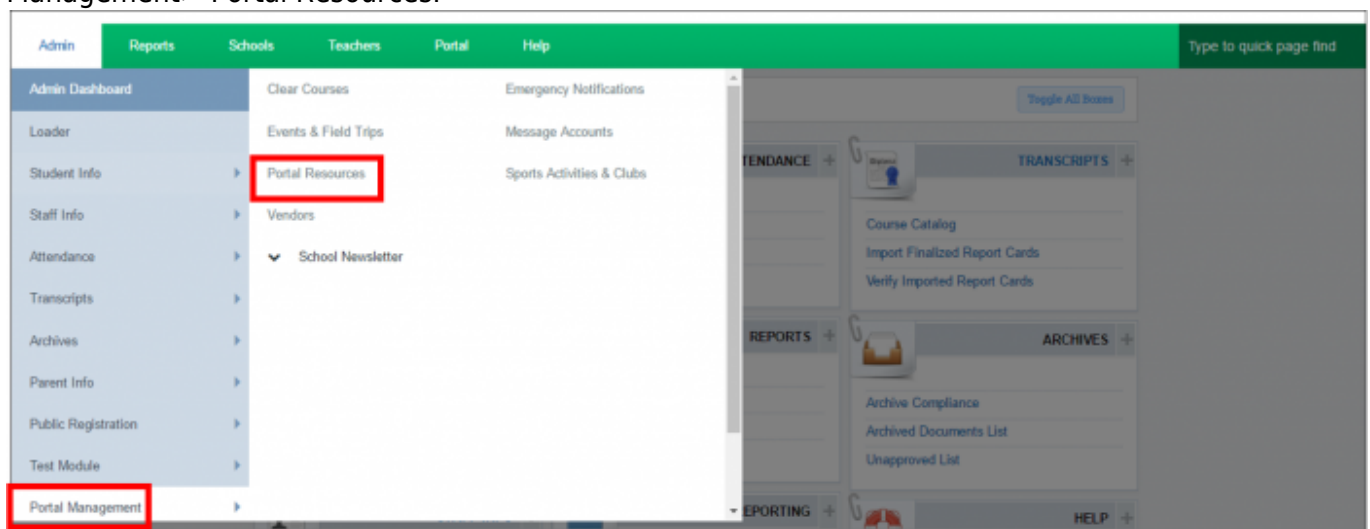 Management> Portal Resources.
Admin Reports Schools Teachers Portal Help Type to quick page find
Admin Dashboard
Loader
Student Info
Staff Info
Attendance
Transcripts
Archives
Parent Info
Public Registration
Test Module
Portal Management
Clear Courses
Events & Field Trips
Portal Resources
Vendors
School Newsletter
Emergency Notifications
Message Accounts
Sports Activities & Clubs
Toggle All Boxes
TENDANCE
TRANSCRIPTS
Course Catalog
Import Finalized Report Cards
Verify Imported Report Cards
REPORTS
ARCHIVES
Archive Compliance
Archived Documents List
Unapproved List
EPORTING
HELP